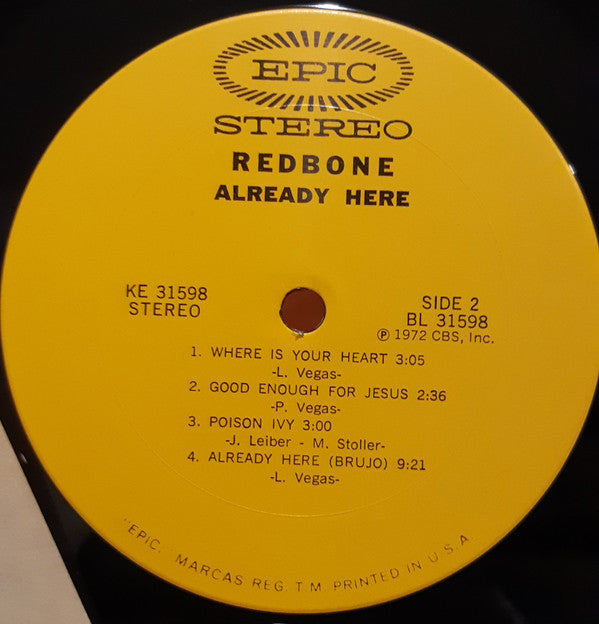 EPIC
STEREO
REDBONE
ALREADY HERE
KE 31598
STEREO
SIDE 2
BL 31598
℗ 1972 CBS, Inc.
1. WHERE IS YOUR HEART 3:05
-L. Vegas-
2. GOOD ENOUGH FOR JESUS 2:36
-P. Vegas-
3. POISON IVY 3:00
-J. Leiber - M. Stoller-
4. ALREADY HERE (BRUJO) 9:21
-L. Vegas-
"EPIC, MARCAS REG. T.M. PRINTED IN U.S.A.